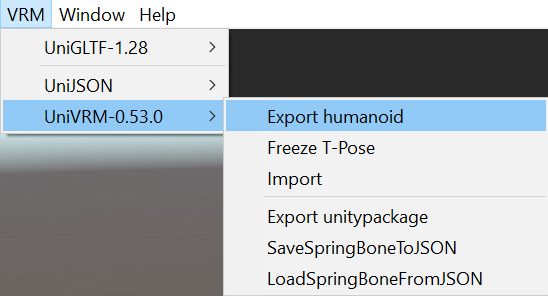 VRM Window Help
UniGLTF-1.28
UniJSON
UniVRM-0.53.0
Export humanoid
Freeze T-Pose
Import
Export unitypackage
SaveSpringBoneToJSON
LoadSpringBoneFromJSON